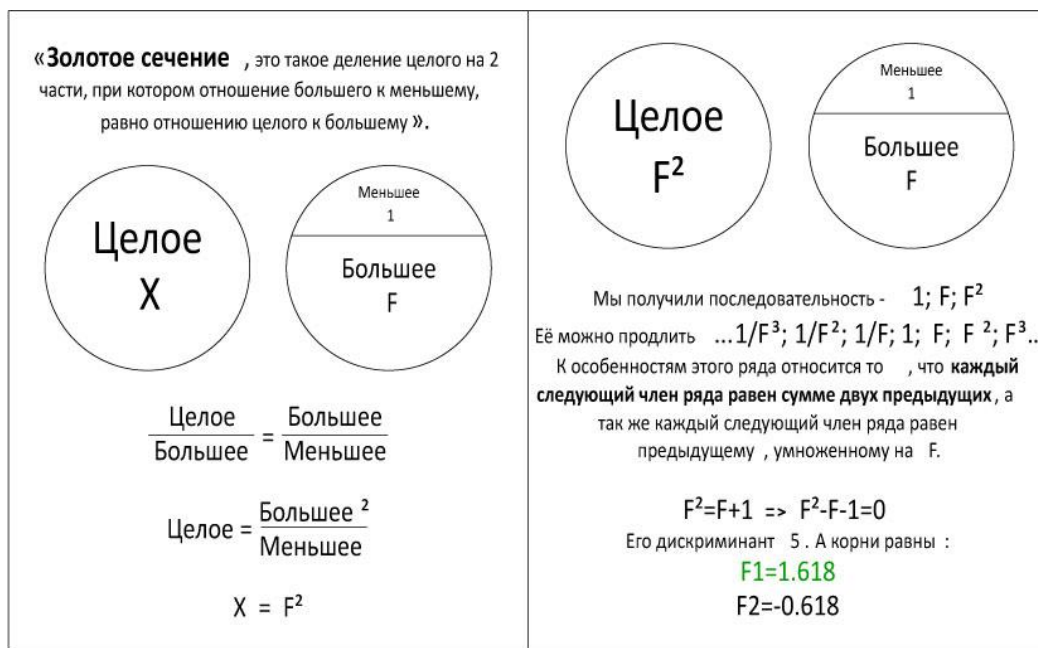 «Золотое сечение , это такое деление целого на 2
части, при котором отношение большего к меньшему,
равно отношению целого к большему ».
Целое
X
Меньшее
1
Большее
F
Целое
Большее
=
Большее
Меньшее
Целое =
Большее ²
Меньшее
X = F²
Целое
F²
Меньшее
1
Большее
F
Мы получили последовательность - 1; F; F²
Её можно продлить ...1/F³; 1/F²; 1/F; 1; F; F ²; F³..
К особенностям этого ряда относится то , что каждый
следующий член ряда равен сумме двух предыдущих, а
так же каждый следующий член ряда равен
предыдущему , умноженному на F.
F²=F+1 => F²-F-1=0
Его дискриминант 5 . А корни равны :
F1=1.618
F2=-0.618